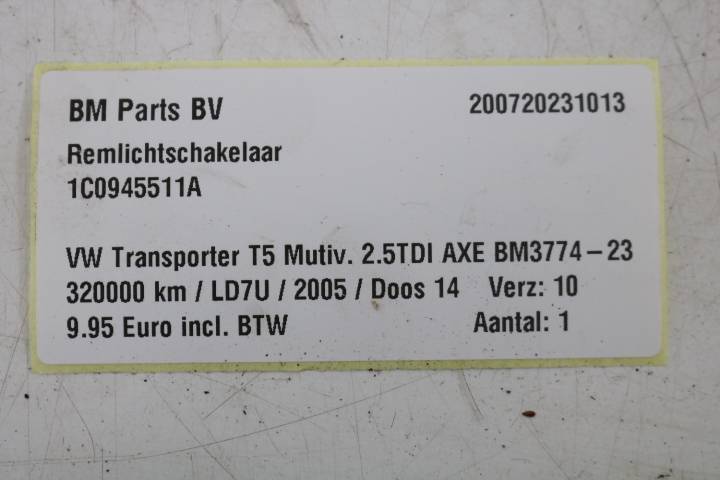 BM Parts BV 200720231013
Remlichtschakelaar
1C0945511A
VW Transporter T5 Mutiv. 2.5TDI AXE BM3774-23
320000 km / LD7U / 2005 / Doos 14 Verz: 10
9.95 Euro incl. BTW Aantal: 1